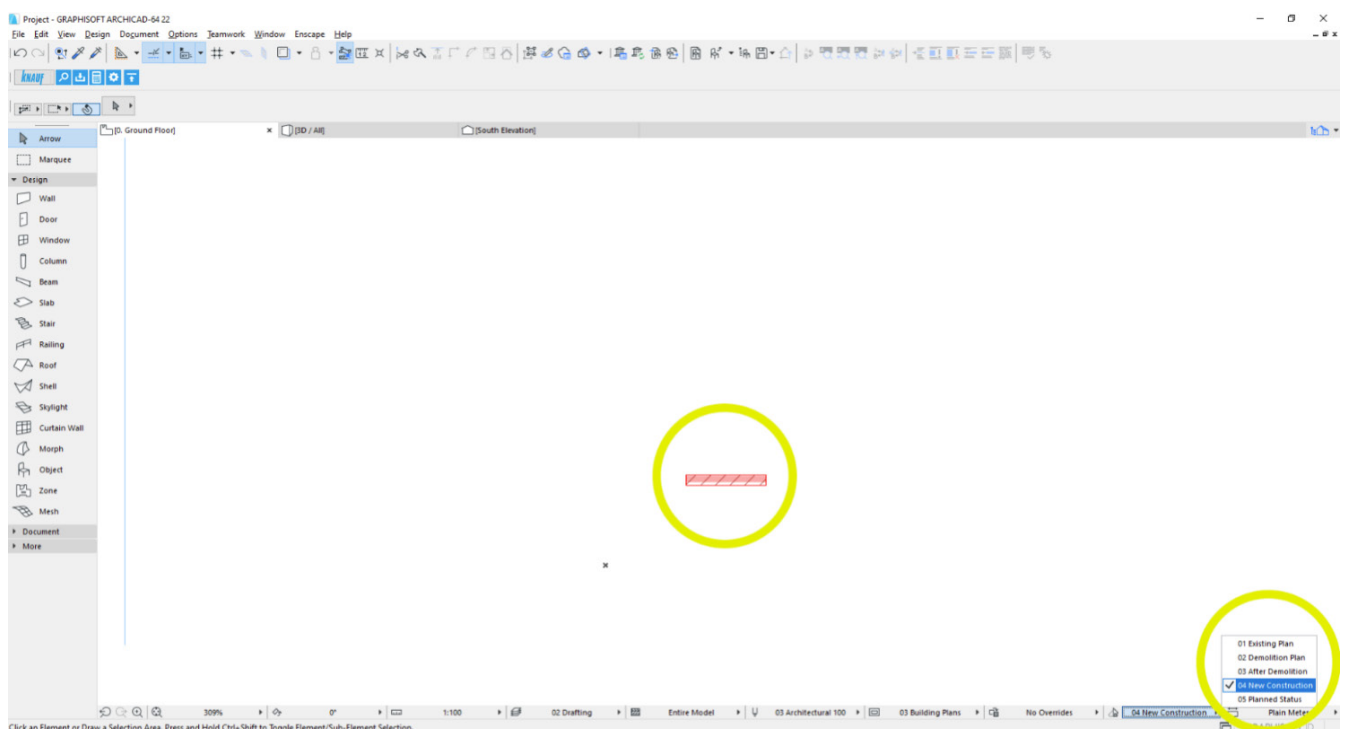 Project - GRAPHISOFT ARCHICAD-64 22
File Edit View Design Document Options Teamwork Window Enscape Help
KNAUF
[0. Ground Floor] [3D / All] [South Elevation]
Arrow
Marquee
Design
Wall
Door
Window
Column
Beam
Slab
Stair
Railing
Roof
Shell
Skylight
Curtain Wall
Morph
Object
Zone
Mesh
Document
More
01 Existing Plan
02 Demolition Plan
03 After Demolition
04 New Construction
05 Planned Status
309% 0° 1:100 02 Drafting Entire Model 03 Architectural 100 03 Building Plans No Overrides 04 New Construction Plain Meter
Click an Element or Draw a Selection Area. Press and Hold Ctrl+Shift to Toggle Element/Sub-Element Selection.